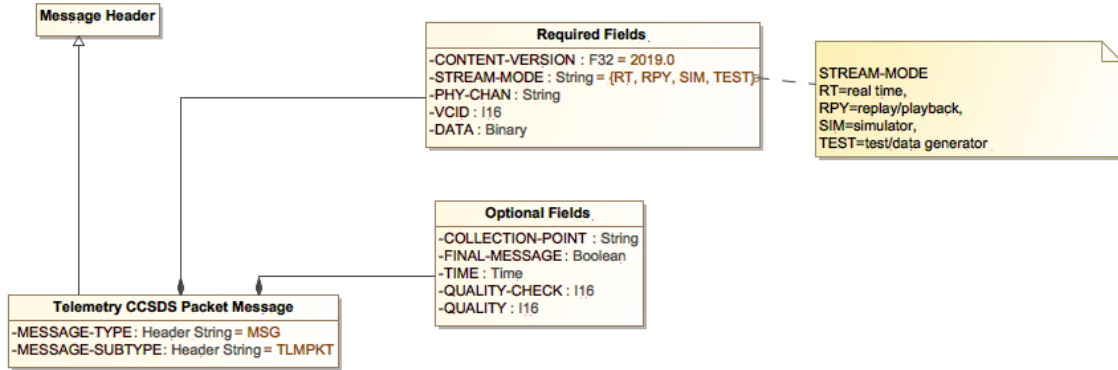 Message Header
Required Fields
-CONTENT-VERSION : F32 = 2019.0
-STREAM-MODE : String = {RT, RPY, SIM, TEST}
-PHY-CHAN : String
-VCID : I16
-DATA : Binary
STREAM-MODE
RT=real time,
RPY=replay/playback,
SIM=simulator,
TEST=test/data generator
Optional Fields
-COLLECTION-POINT : String
-FINAL-MESSAGE : Boolean
-TIME : Time
-QUALITY-CHECK : I16
-QUALITY : I16
Telemetry CCSDS Packet Message
-MESSAGE-TYPE : Header String = MSG
-MESSAGE-SUBTYPE : Header String = TLMPKT